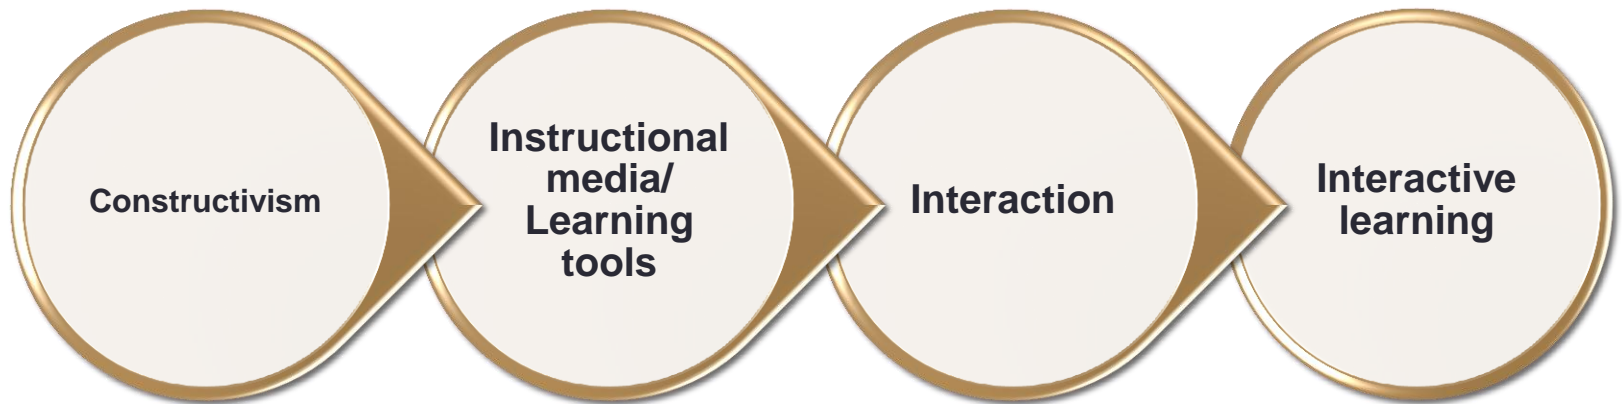 Constructivism
Instructional
media/
Learning
tools
Interaction
Interactive
learning